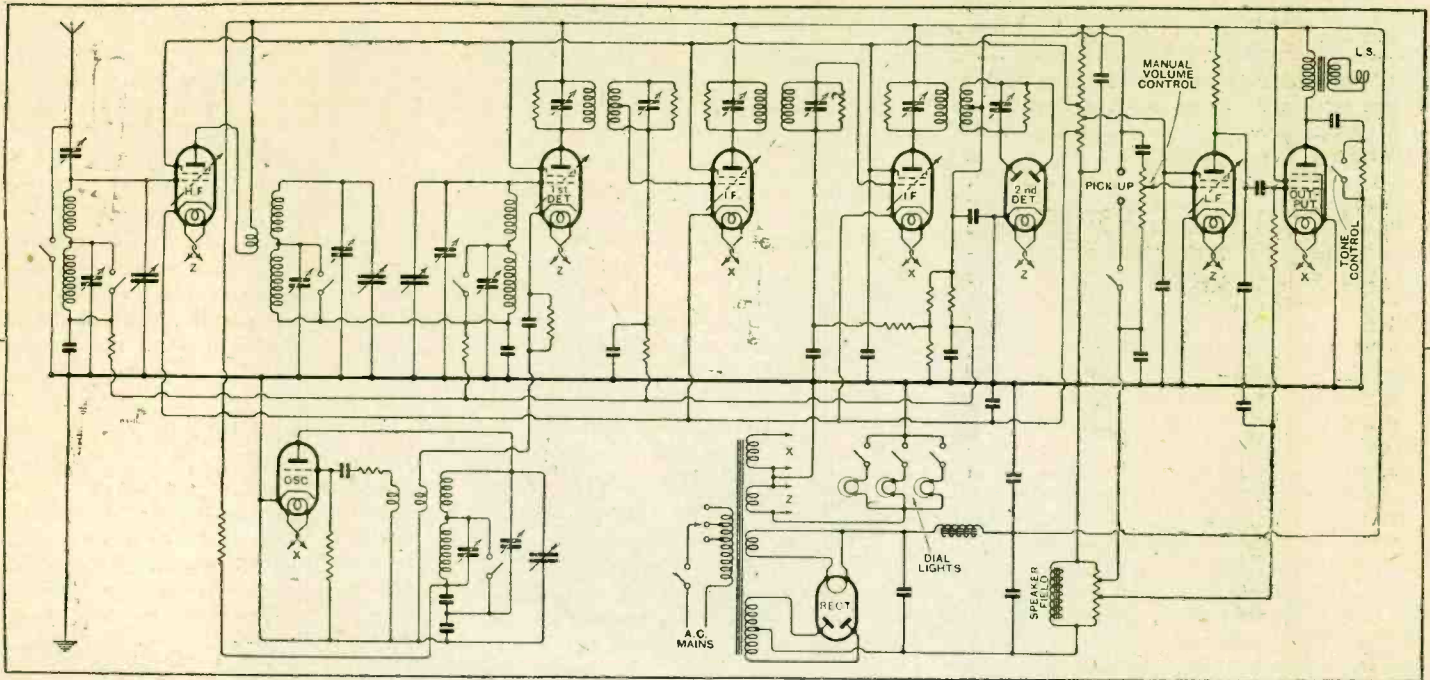 L.S.
MANUAL
VOLUME
CONTROL
H.F
1st
DET.
I.F.
I.F.
2nd
DET.
PICK UP
L.F.
OUT-
PUT
TONE
CONTROL
Z
Z
X
X
Z
X
OSC
X
X
Z
DIAL
LIGHTS
RECT.
A.C.
MAINS
SPEAKER
FIELD